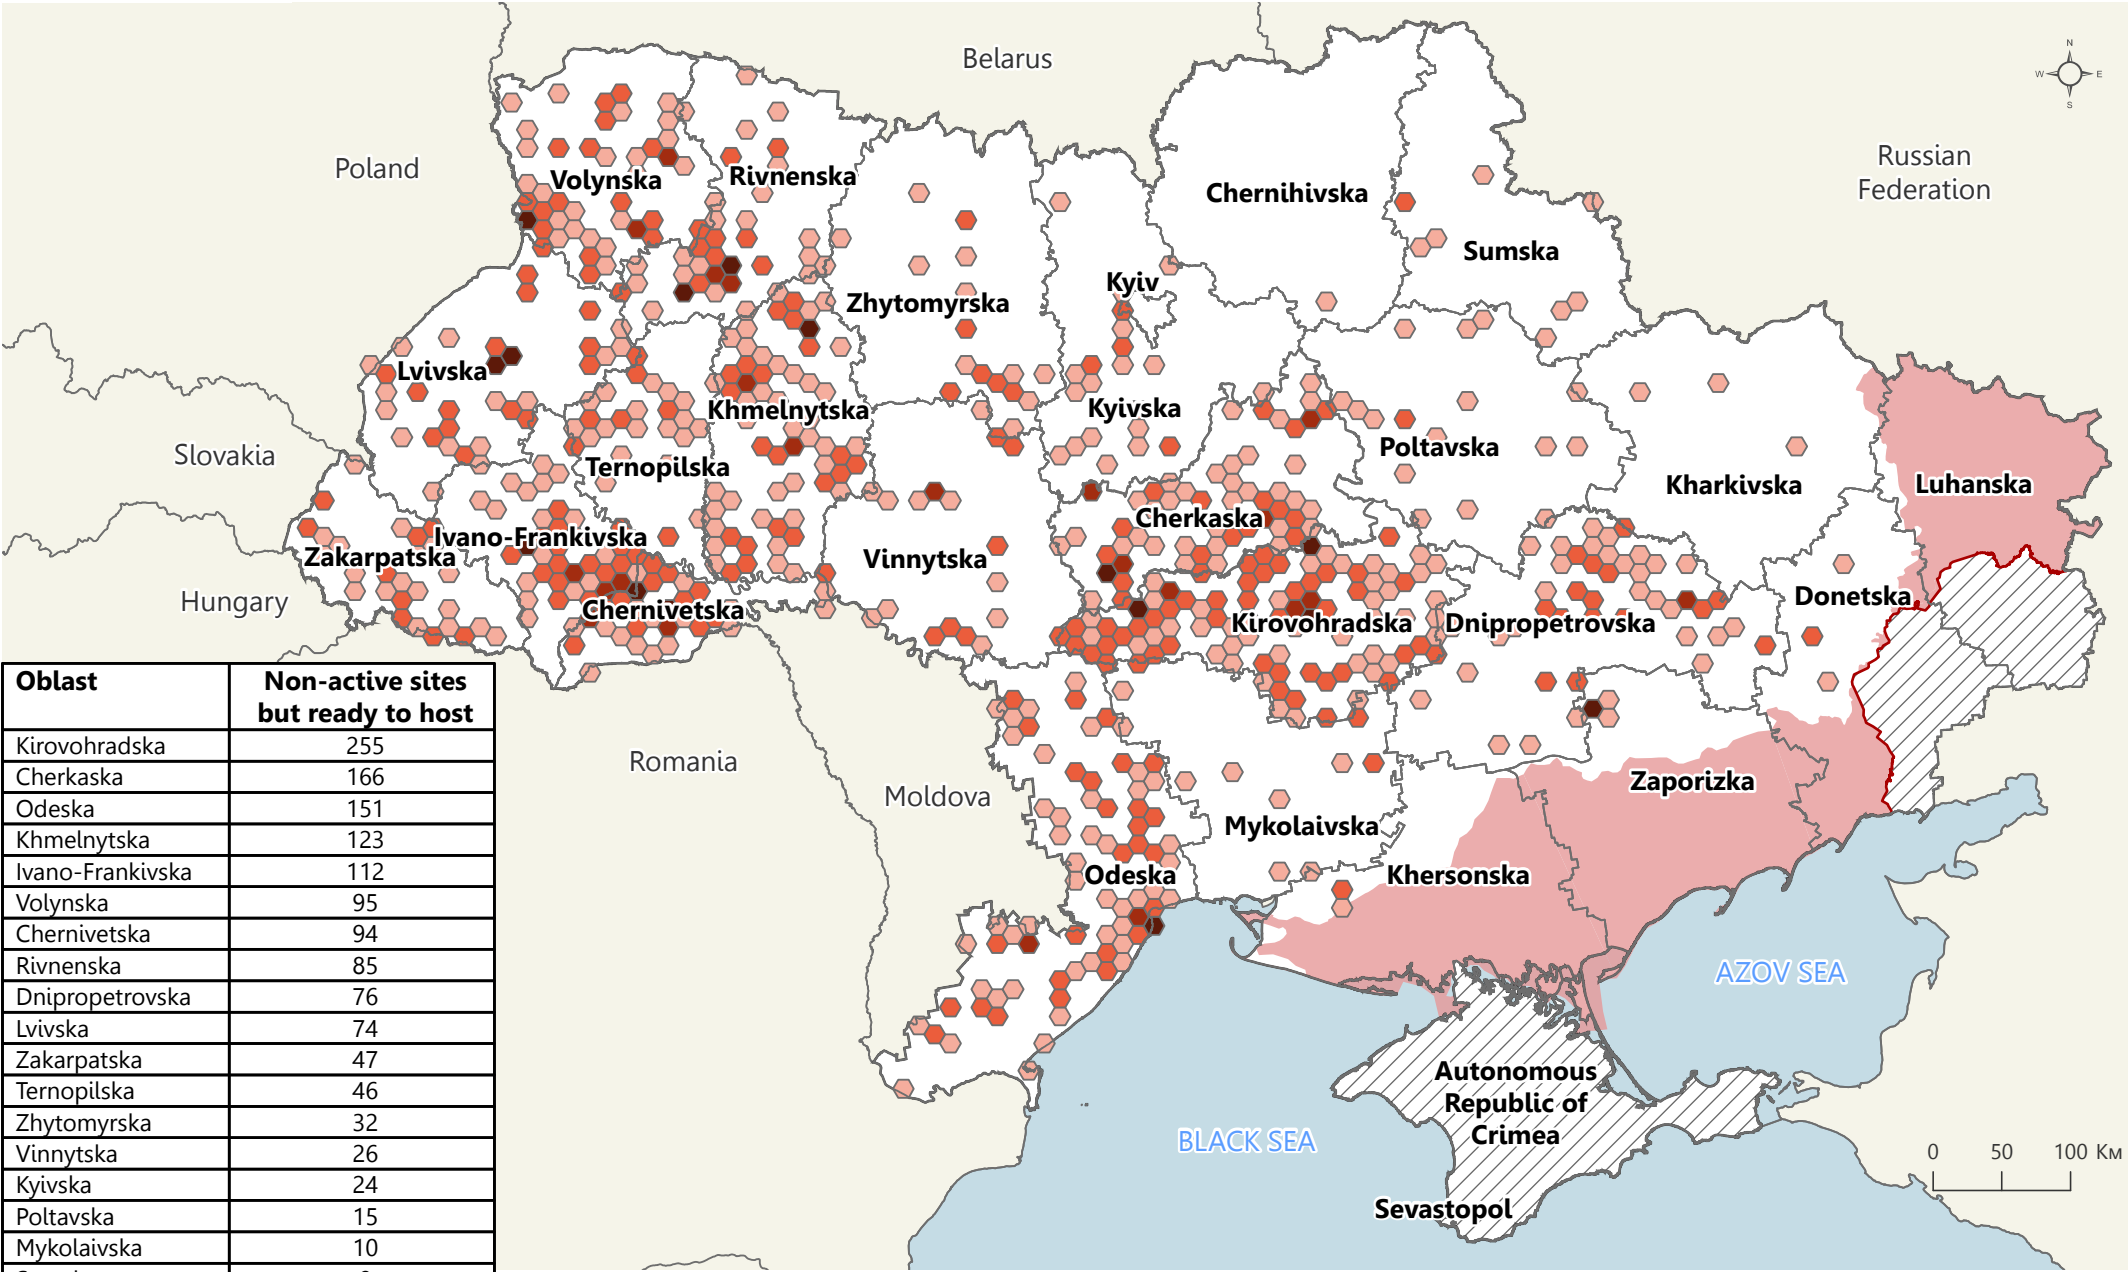 Belarus
N
W
E
S
Poland
Russian
Federation
Volynska
Rivnenska
Chernihivska
Sumska
Kyiv
Zhytomyrska
Lvivska
Khmelnytska
Kyivska
Poltavska
Slovakia
Ternopilska
Kharkivska
Luhanska
Cherkaska
Ivano-Frankivska
Zakarpatska
Vinnytska
Hungary
Chernivetska
Kirovohradska
Dnipropetrovska
Donetska
Romania
Moldova
Zaporizka
Mykolaivska
Odeska
Khersonska
AZOV SEA
Autonomous
Republic of
Crimea
BLACK SEA
Sevastopol
0 50 100 Км
Oblast Non-active sites
but ready to host
Kirovohradska 255
Cherkaska 166
Odeska 151
Khmelnytska 123
Ivano-Frankivska 112
Volynska 95
Chernivetska 94
Rivnenska 85
Dnipropetrovska 76
Lvivska 74
Zakarpatska 47
Ternopilska 46
Zhytomyrska 32
Vinnytska 26
Kyivska 24
Poltavska 15
Mykolaivska 10